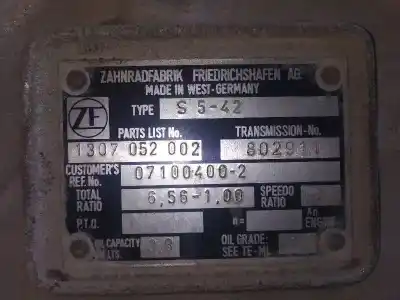 ZAHNRADFABRIK FRIEDRICHSHAFEN AG.
MADE IN WEST-GERMANY
ZF
TYPE S 5-42
PARTS LIST No. TRANSMISSION-No.
1307 052 002
CUSTOMER'S REF. No. 07100400-2
TOTAL RATIO 6,56-1,00 SPEEDO RATIO
P.T.O. n=
OIL CAPACITY LTS.
OIL GRADE: SEE TE-ML